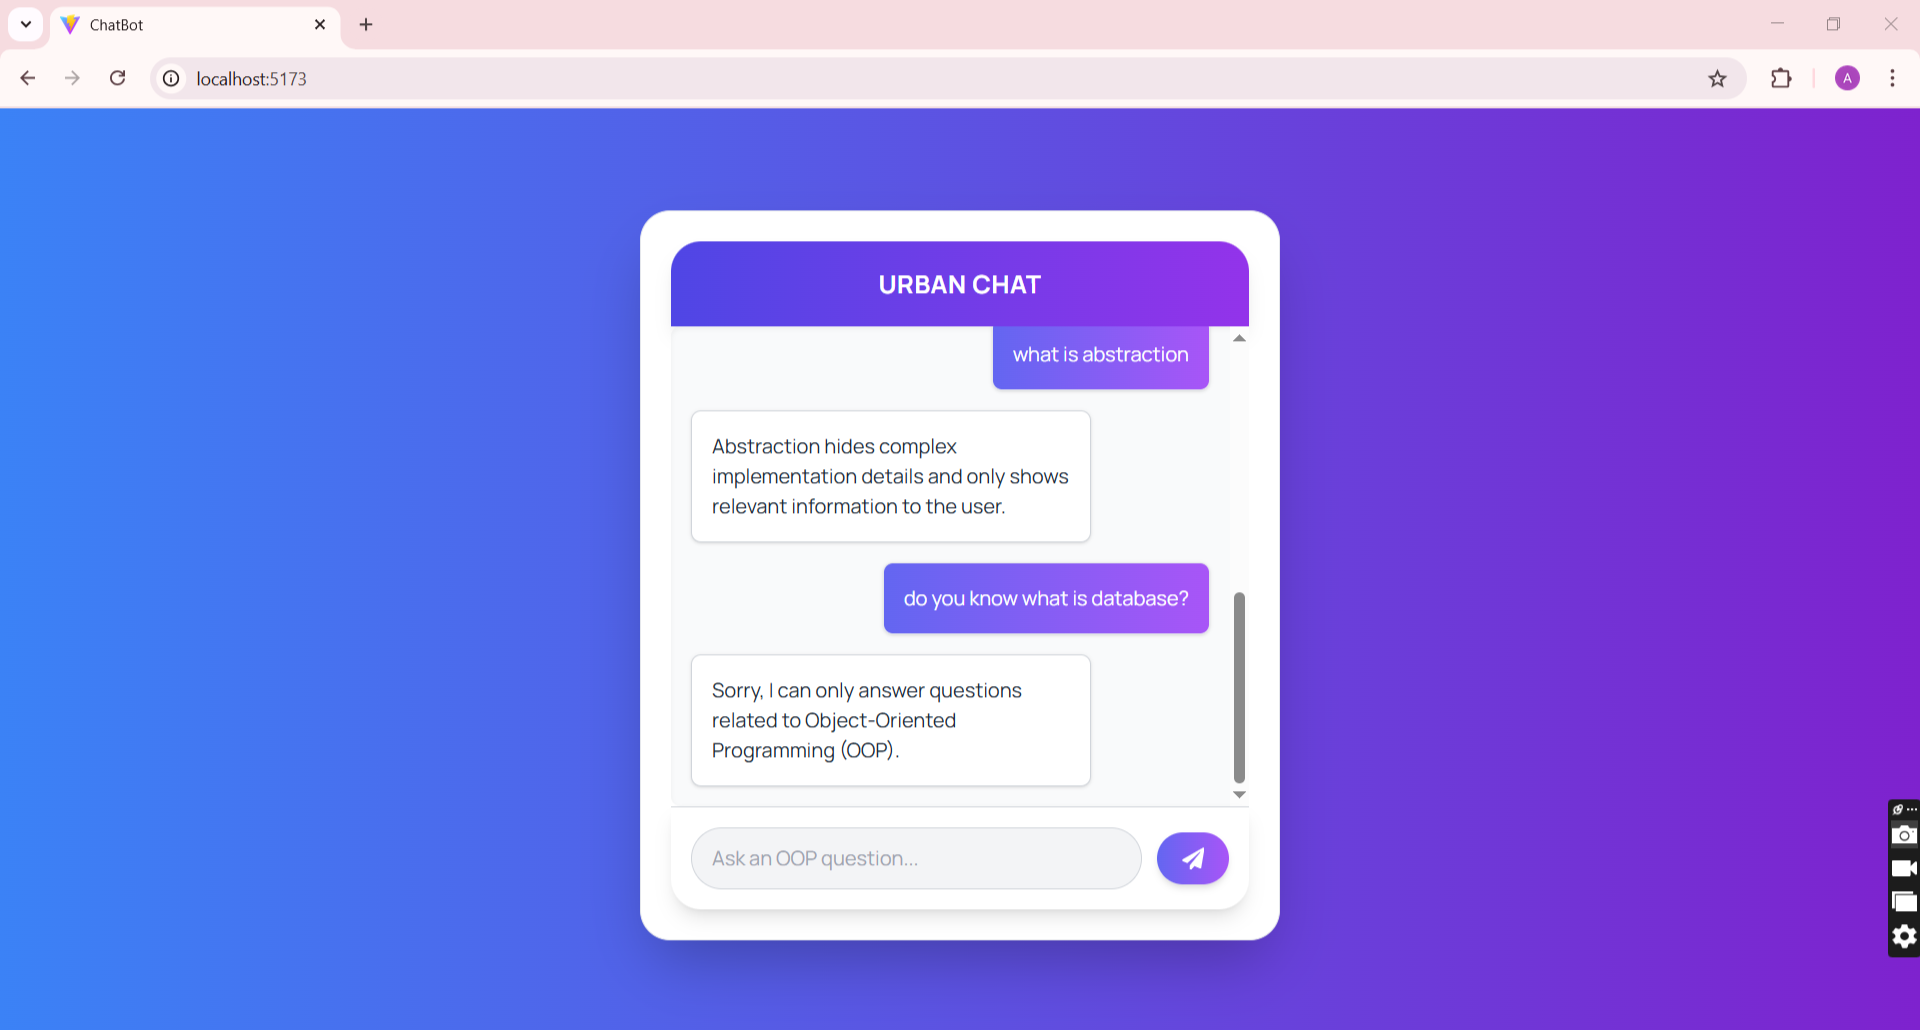 ChatBot
localhost:5173
A
URBAN CHAT
what is abstraction
Abstraction hides complex
implementation details and only shows
relevant information to the user.
do you know what is database?
Sorry, I can only answer questions
related to Object-Oriented
Programming (OOP).
Ask an OOP question...